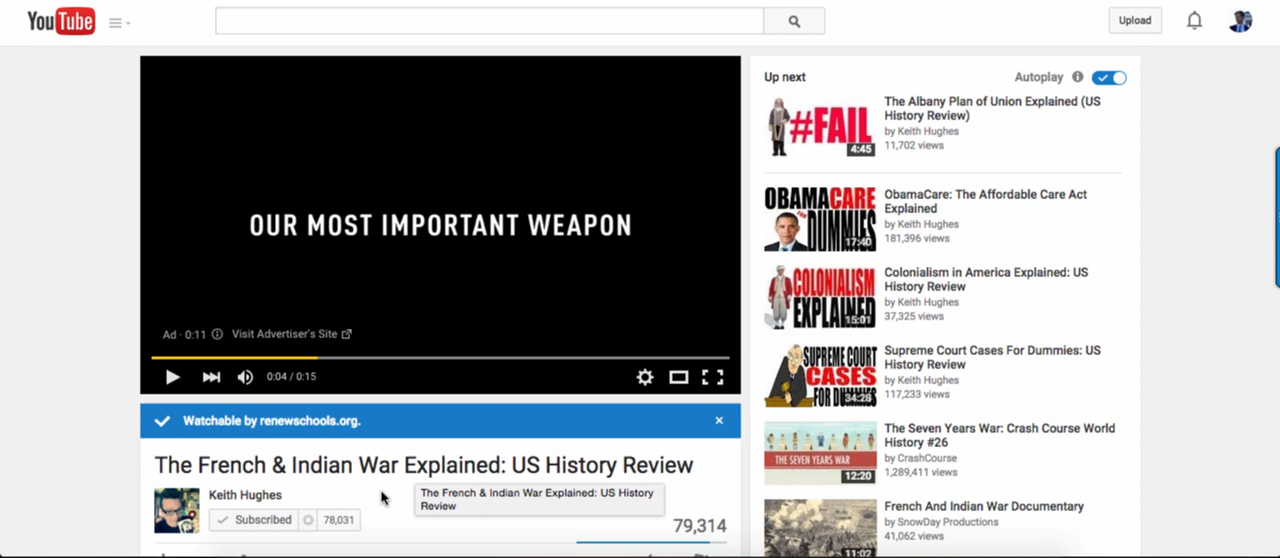 YouTube
Upload
OUR MOST IMPORTANT WEAPON
Ad · 0:11 Visit Advertiser's Site
0:04 / 0:15
Watchable by renewschools.org.
The French & Indian War Explained: US History Review
Keith Hughes
Subscribed 78,031
The French & Indian War Explained: US History
Review
79,314
Up next
Autoplay
#FAIL
4:45
The Albany Plan of Union Explained (US
History Review)
by Keith Hughes
11,702 views
OBAMACARE
FOR
DUMMIES
17:40
ObamaCare: The Affordable Care Act
Explained
by Keith Hughes
181,396 views
COLONIALISM
EXPLAINED
15:01
Colonialism in America Explained: US
History Review
by Keith Hughes
37,325 views
SUPREME COURT
CASES
FOR DUMMIES
34:28
Supreme Court Cases For Dummies: US
History Review
by Keith Hughes
117,233 views
THE SEVEN YEARS WAR
12:20
The Seven Years War: Crash Course World
History #26
by CrashCourse
1,289,411 views
11:02
French And Indian War Documentary
by SnowDay Productions
41,062 views